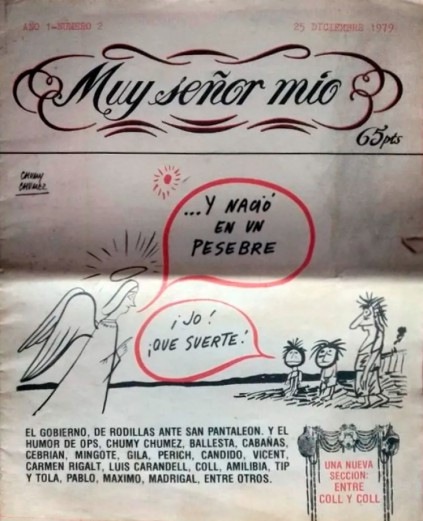 AÑO 1-NUMERO 2
25 DICIEMBRE 1979
Muy señor mío
65 pts
CHUMY
CHUMEZ
...Y NACIÓ
EN UN
PESEBRE
¡JO!
¡QUE SUERTE!
EL GOBIERNO, DE RODILLAS ANTE SAN PANTALEON. Y EL
HUMOR DE OPS, CHUMY CHUMEZ, BALLESTA, CABAÑAS,
CEBRIAN, MINGOTE, GILA, PERICH, CANDIDO, VICENT,
CARMEN RIGALT, LUIS CARANDELL, COLL, AMILIBIA, TIP
Y TOLA, PABLO, MAXIMO, MADRIGAL, ENTRE OTROS.
UNA NUEVA
SECCION:
ENTRE
COLL Y COLL